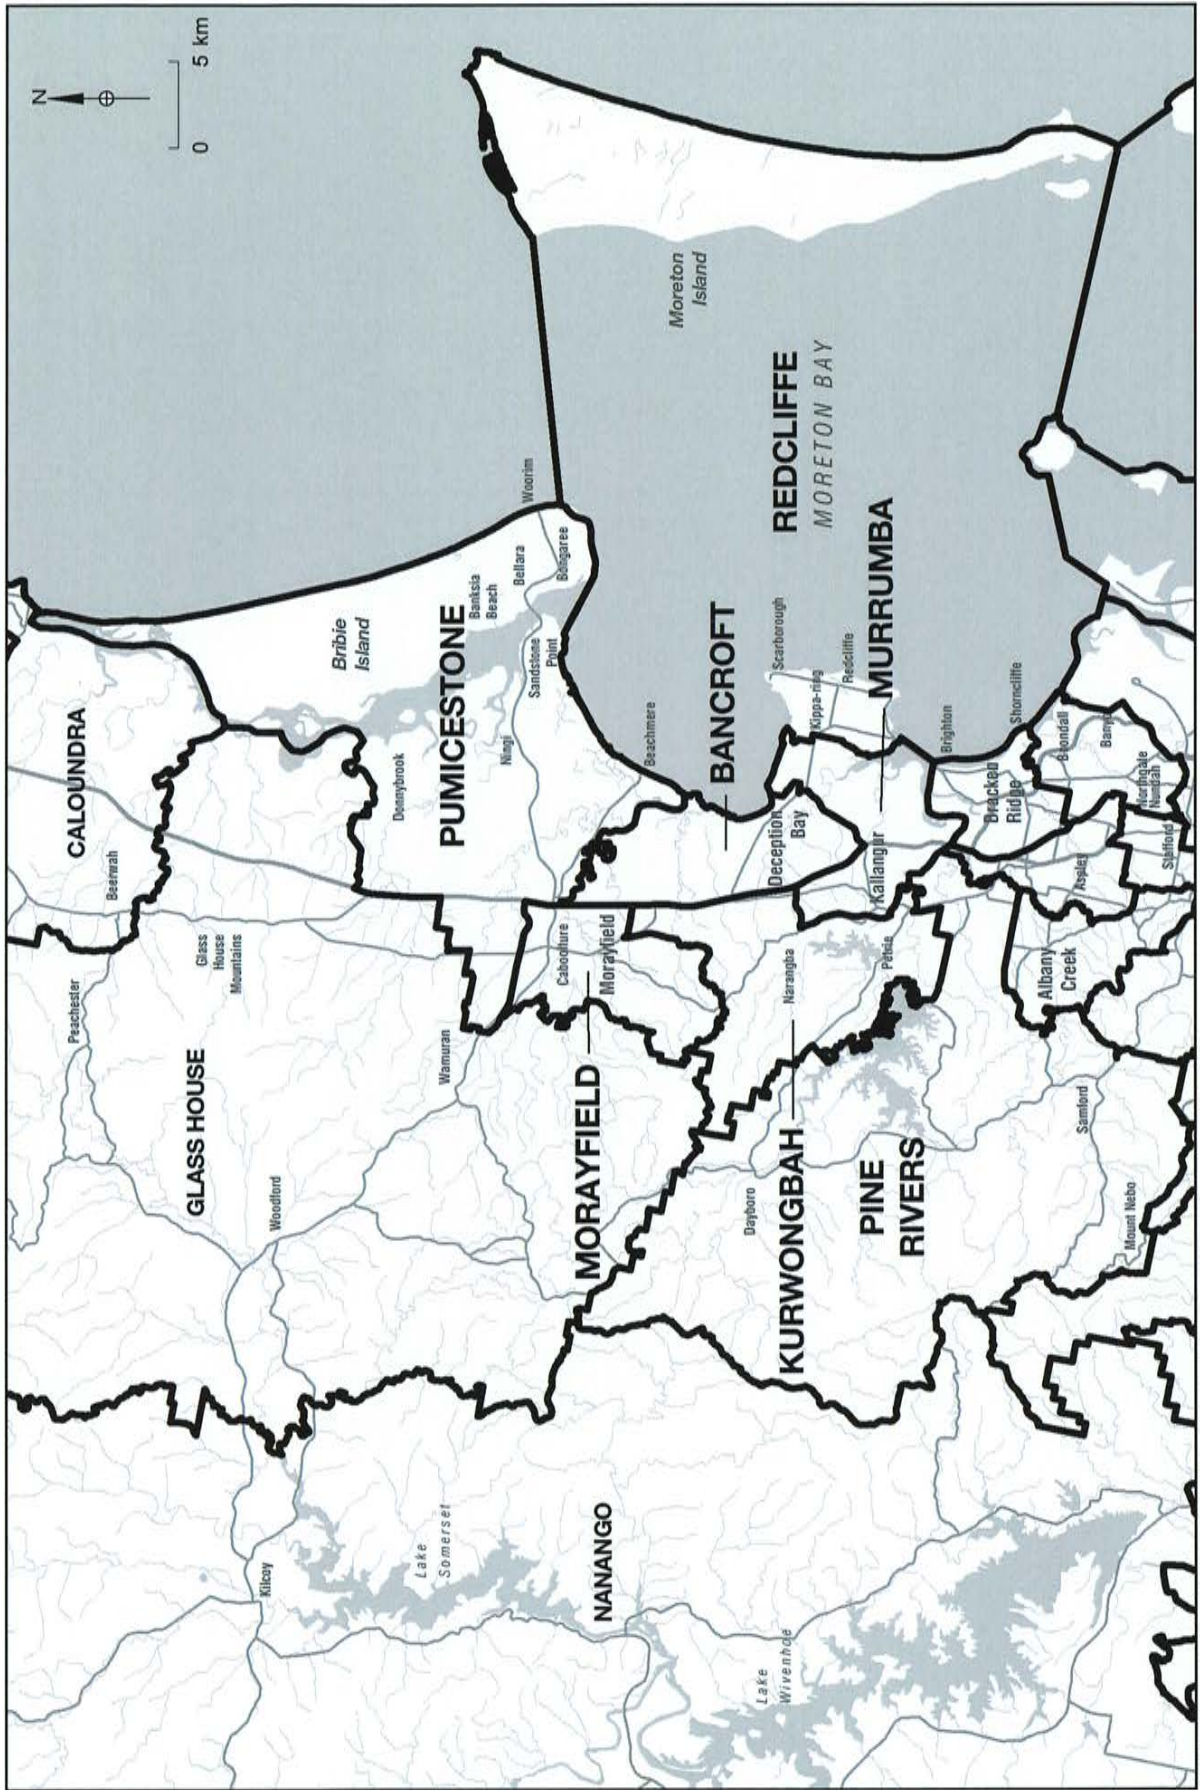 N
0 5 km
CALOUNDRA
Beerwah
Peachester
Glass
House
Mountains
GLASS HOUSE
Woodford
Kilcoy
Bribie
Island
Donnybrook
PUMICESTONE
Banksia
Beach
Bellara
Woorim
Bongaree
Sandstone
Point
Ningi
Wamuran
Lake
Somerset
Beachmere
Caboolture
Morayfield
MORAYFIELD
NANANGO
Moreton
Island
REDCLIFFE
MORETON BAY
BANCROFT
Scarborough
Kippa-ring
Redcliffe
MURRUMBA
Deception
Bay
Narangba
Kallangur
Petrie
KURWONGBAH
Dayboro
PINE
RIVERS
Lake
Wivenhoe
Brighton
Shorncliffe
Bracken
Ridge
Boondall
Banyo
Northgate
Nundah
Aspley
Stafford
Albany
Creek
Samford
Mount Nebo